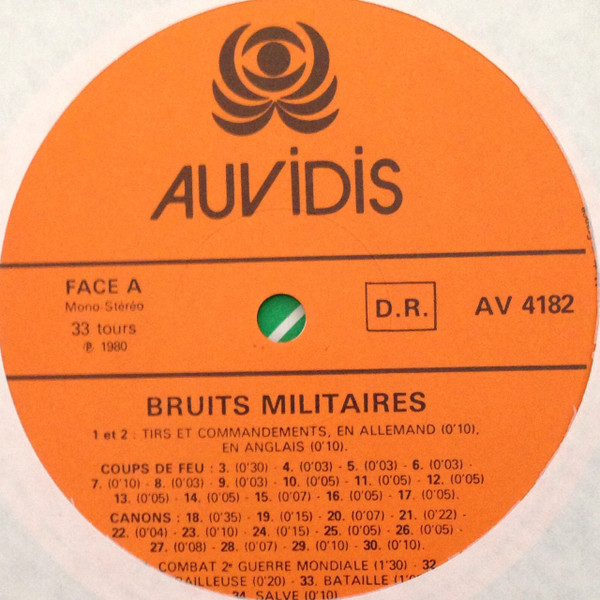 AUVIDIS
FACE A
Mono-Stéréo
33 tours
℗ 1980
D.R.
AV 4182
BRUITS MILITAIRES
1 et 2 : TIRS ET COMMANDEMENTS, EN ALLEMAND (0'10),
EN ANGLAIS (0'10).
COUPS DE FEU : 3. (0'30) - 4. (0'03) - 5. (0'03) - 6. (0'03) -
7. (0'10) - 8. (0'03) - 9. (0'03) - 10. (0'05) - 11. (0'05) - 12. (0'05)
13. (0'05) - 14. (0'05) - 15. (0'07) - 16. (0'05) - 17. (0'05).
CANONS : 18. (0'35) - 19. (0'15) - 20. (0'07) - 21. (0'22) -
22. (0'04) - 23. (0'10) - 24. (0'15) - 25. (0'05) - 26. (0'05) -
27. (0'08) - 28. (0'07) - 29. (0'10) - 30. (0'10).
COMBAT 2e GUERRE MONDIALE (1'30) - 32
(0'20) - 33. BATAILLE
SALVE (0'10)